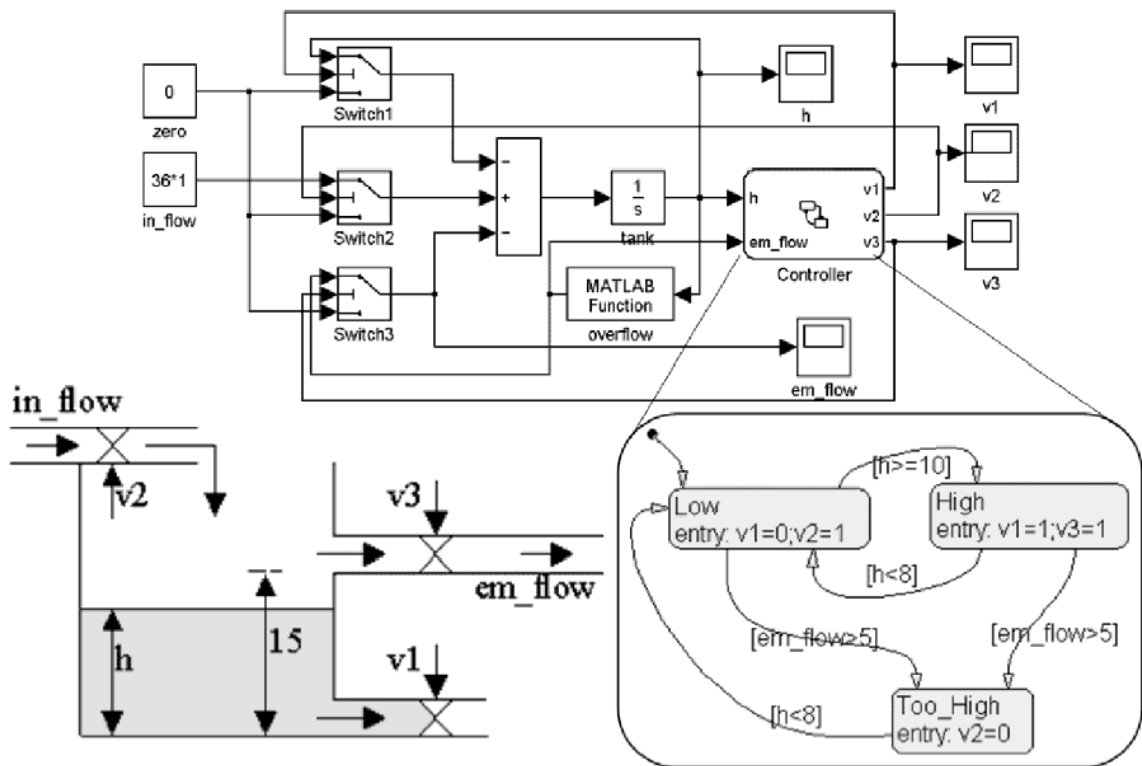 0
zero
36*1
in_flow
Switch1
Switch2
Switch3
−
+
−
1
s
tank
MATLAB
Function
overflow
h
em_flow
h
em_flow
v1
v2
v3
Controller
v1
v2
v3
in_flow
v2
v3
em_flow
15
h
v1
Low
entry: v1=0;v2=1
[h>=10]
High
entry: v1=1;v3=1
[h<8]
[em_flow>5]
[em_flow>5]
[h<8]
Too_High
entry: v2=0